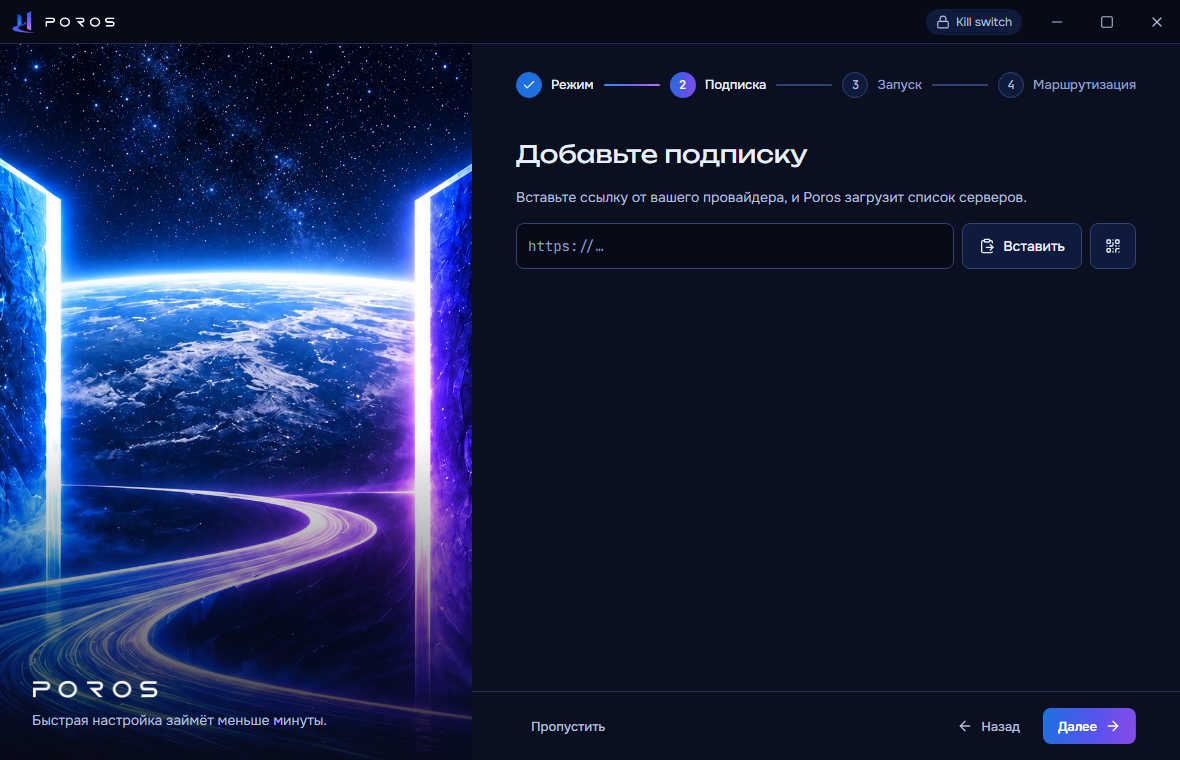 POROS
Kill switch
Режим
2 Подписка
3 Запуск
4 Маршрутизация
Добавьте подписку
Вставьте ссылку от вашего провайдера, и Poros загрузит список серверов.
https://…
Вставить
POROS
Быстрая настройка займёт меньше минуты.
Пропустить
Назад
Далее